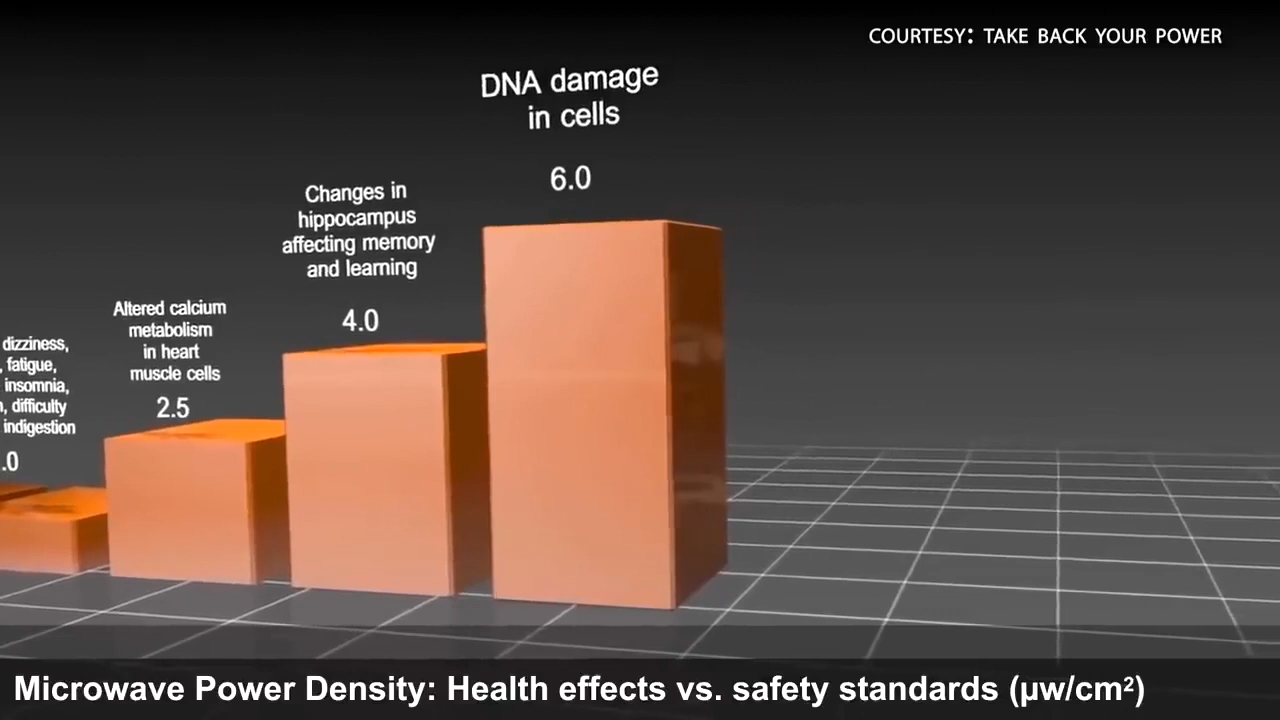 COURTESY: TAKE BACK YOUR POWER
DNA damage
in cells
6.0
Changes in
hippocampus
affecting memory
and learning
4.0
Altered calcium
metabolism
in heart
muscle cells
2.5
dizziness,
, fatigue,
insomnia,
, difficulty
indigestion
.0
Microwave Power Density: Health effects vs. safety standards (µw/cm²)